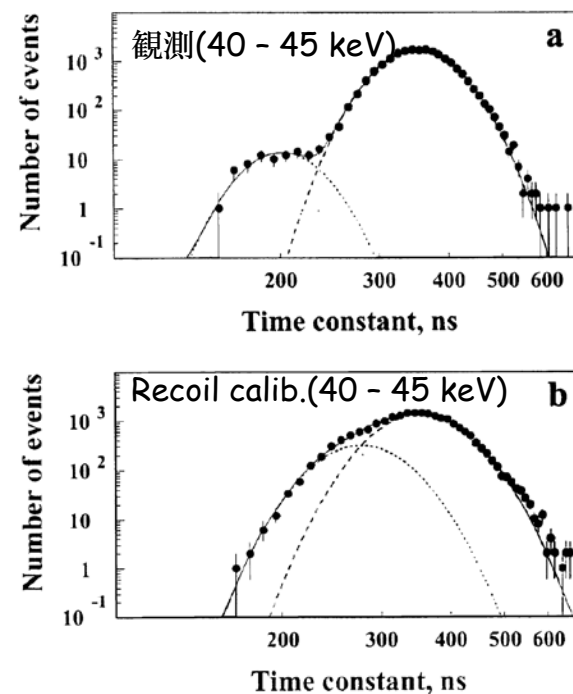 観測(40 – 45 keV)
a
Number of events
10^3
10^2
10
1
10^-1
200 300 400 500 600
Time constant, ns
Recoil calib.(40 – 45 keV)
b
Number of events
10^3
10^2
10
1
10^-1
200 300 400 500 600
Time constant, ns